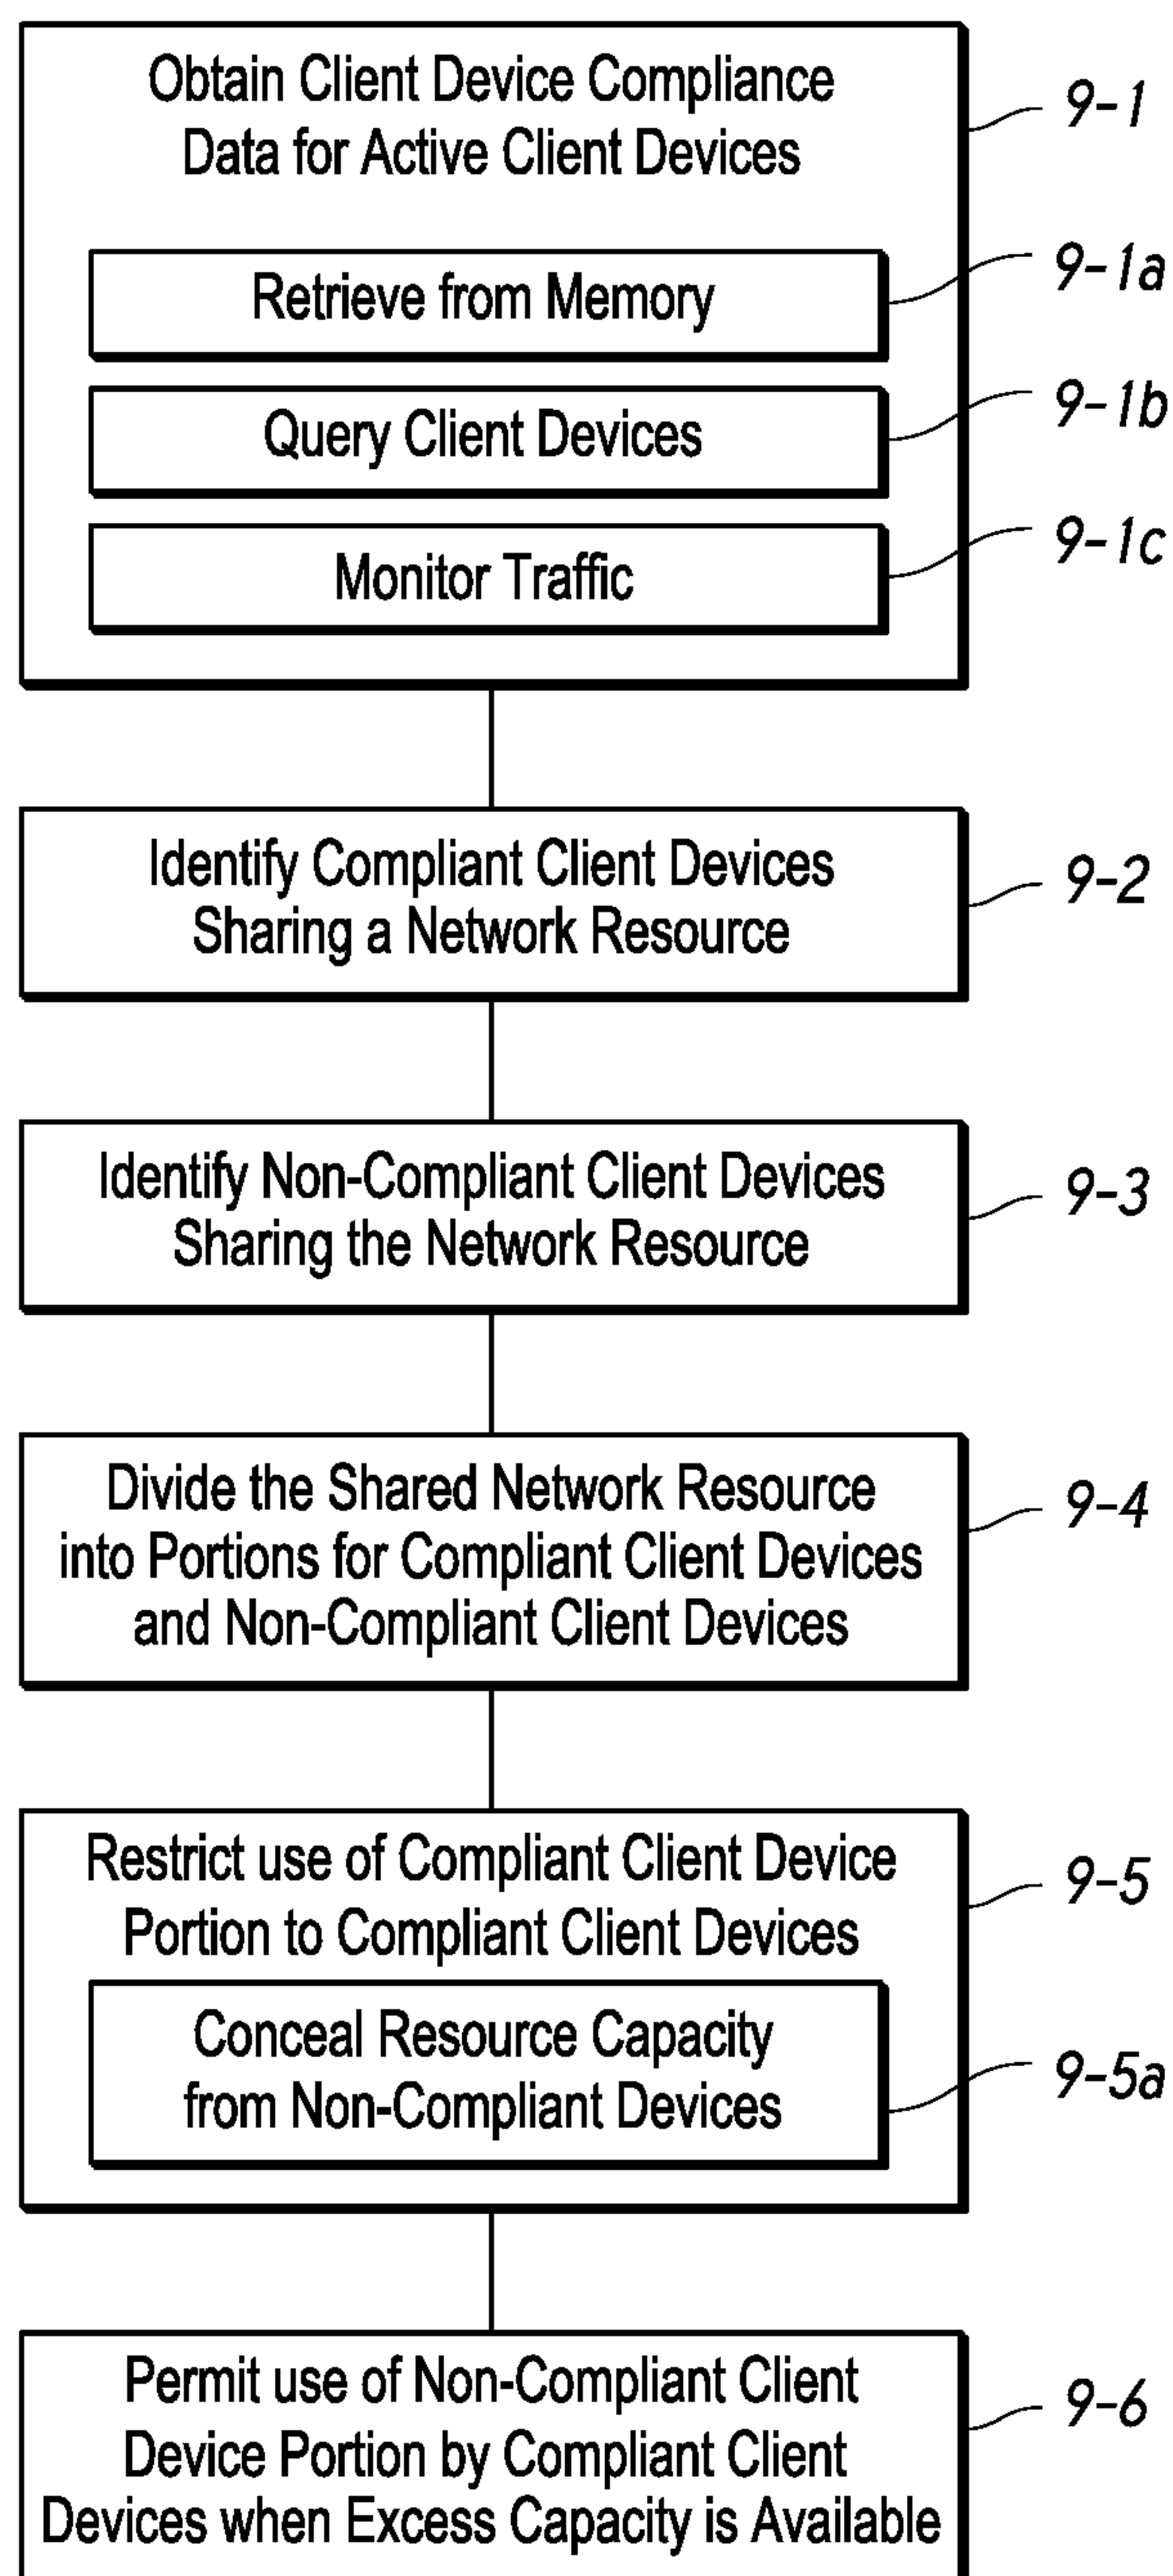 Obtain Client Device Compliance
Data for Active Client Devices
9-1
Retrieve from Memory
9-1a
Query Client Devices
9-1b
Monitor Traffic
9-1c
Identify Compliant Client Devices
Sharing a Network Resource
9-2
Identify Non-Compliant Client Devices
Sharing the Network Resource
9-3
Divide the Shared Network Resource
into Portions for Compliant Client Devices
and Non-Compliant Client Devices
9-4
Restrict use of Compliant Client Device
Portion to Compliant Client Devices
9-5
Conceal Resource Capacity
from Non-Compliant Devices
9-5a
Permit use of Non-Compliant Client
Device Portion by Compliant Client
Devices when Excess Capacity is Available
9-6